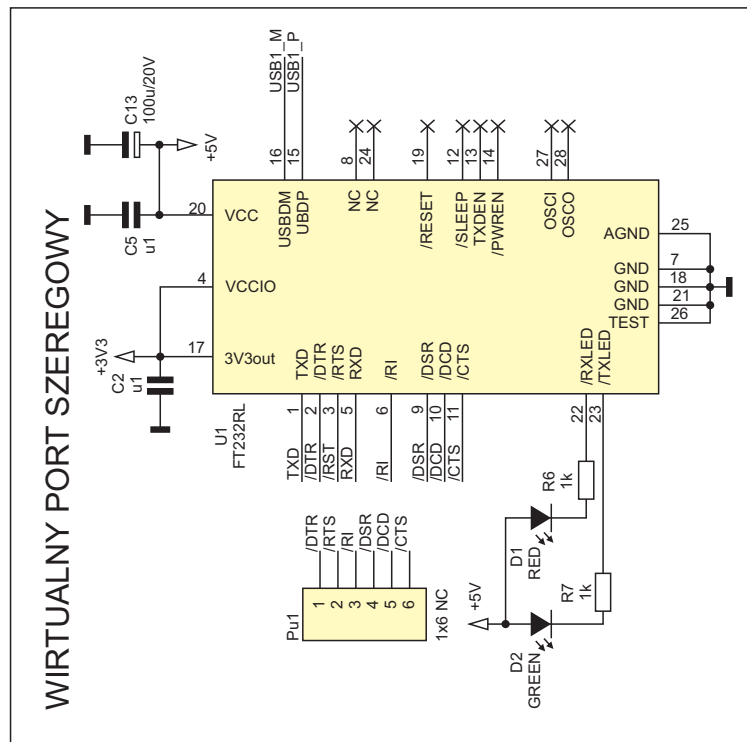 WIRTUALNY PORT SZEREGOWY
C13
100u/20V
+5V
C5
u1
+3V3
C2
u1
USB1_M
USB1_P
16
15
8
24
19
12
13
14
27
28
USBDM
UBDP
NC
NC
/RESET
/SLEEP
TXDEN
/PWREN
OSCI
OSCO
20
VCC
4
VCCIO
17
3V3out
AGND
25
GND
7
GND
18
GND
21
TEST
26
TXD
/DTR
/RTS
RXD
/RI
/DSR
/DCD
/CTS
/RXLED
/TXLED
1
2
3
5
6
9
10
11
22
23
U1
FT232RL
TXD
/DTR
/RST
RXD
/RI
/DSR
/DCD
/CTS
R6
1k
D1
RED
R7
1k
D2
GREEN
+5V
/DTR
/RTS
/RI
/DSR
/DCD
/CTS
Pu1
1
2
3
4
5
6
1x6 NC